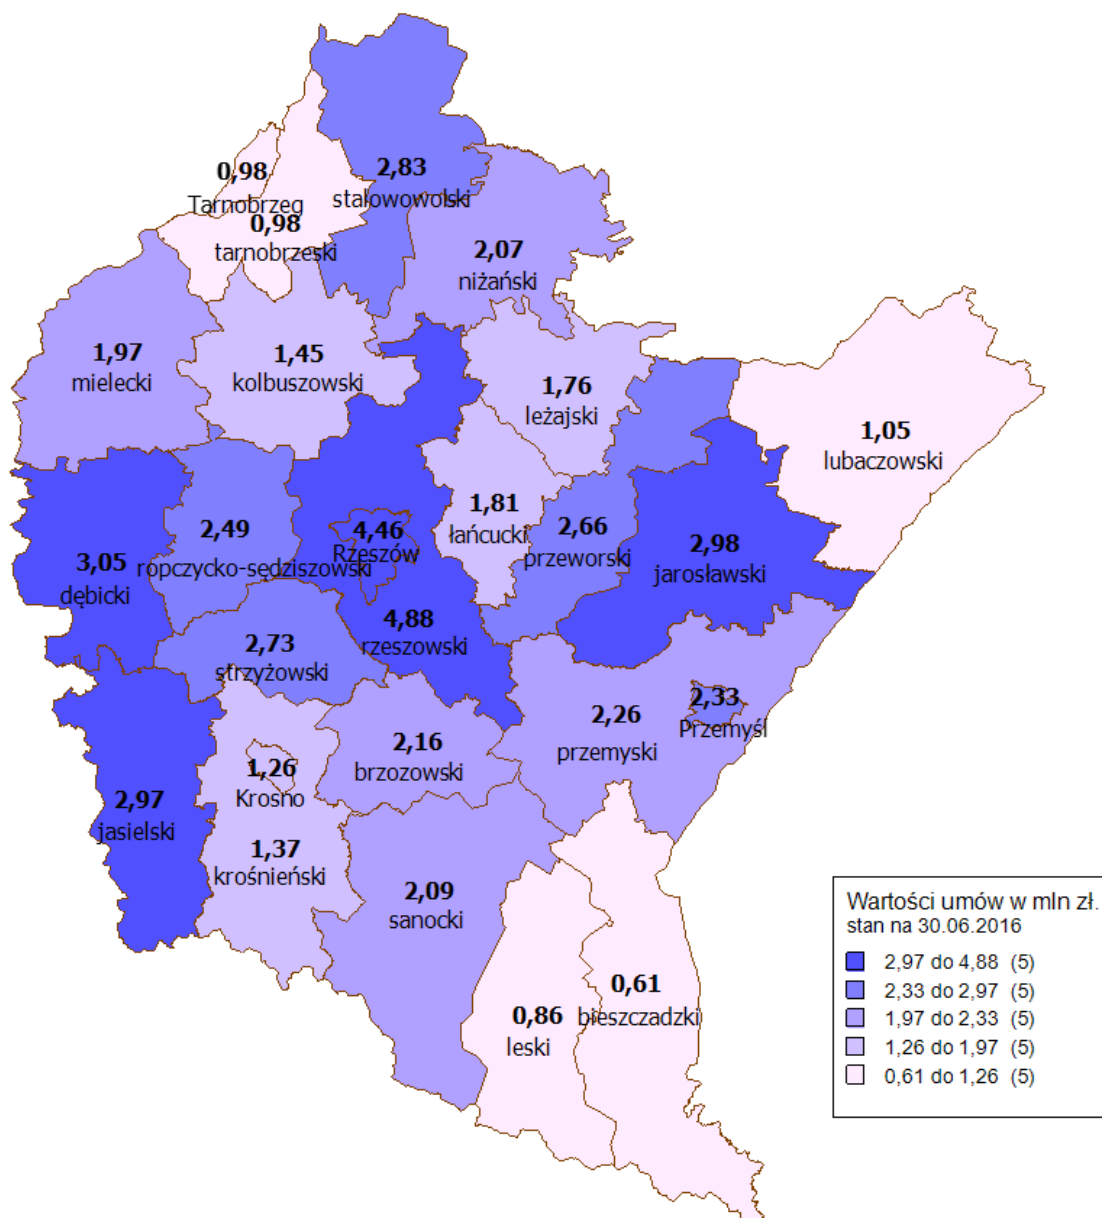 2,83
stalowowolski
0,98
Tarnobrzeg
0,98
tarnobrzeski
2,07
niżański
1,97
mielecki
1,45
kolbuszowski
1,76
leżajski
1,05
lubaczowski
2,49
ropczycko-sędziszowski
4,46
Rzeszów
1,81
łańcucki
2,66
przeworski
2,98
jarosławski
3,05
dębicki
4,88
rzeszowski
2,73
strzyżowski
2,33
Przemyśl
2,26
przemyski
2,16
brzozowski
1,26
Krosno
2,97
jasielski
1,37
krośnieński
2,09
sanocki
0,61
bieszczadzki
0,86
leski
Wartości umów w mln zł.
stan na 30.06.2016
2,97 do 4,88 (5)
2,33 do 2,97 (5)
1,97 do 2,33 (5)
1,26 do 1,97 (5)
0,61 do 1,26 (5)